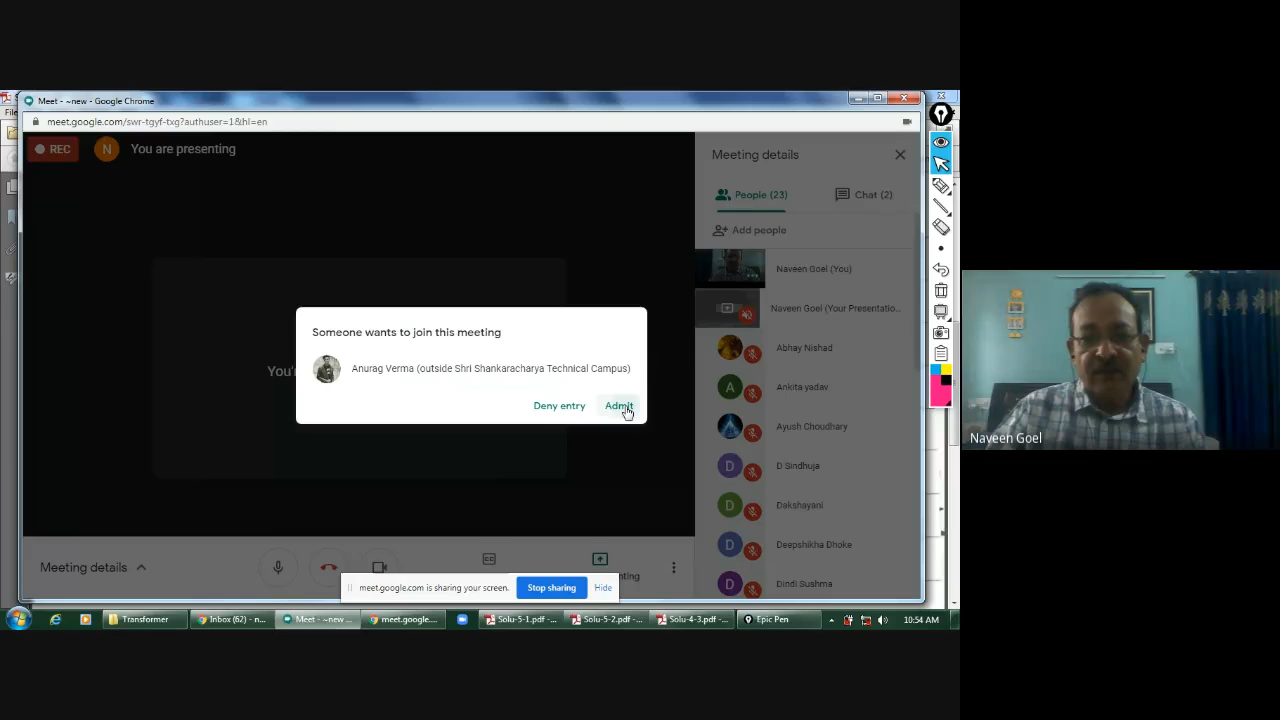 Meet - ~new - Google Chrome
meet.google.com/swr-tgyf-txg?authuser=1&hl=en
REC
N
You are presenting
Meeting details
People (23)
Chat (2)
Add people
Naveen Goel (You)
Naveen Goel (Your Presentatio...
Abhay Nishad
A
Ankita yadav
Ayush Choudhary
D
D Sindhuja
D
Dakshayani
D
Deepshikha Dhoke
D
Dindi Sushma
You'r
Someone wants to join this meeting
Anurag Verma (outside Shri Shankaracharya Technical Campus)
Deny entry
Admit
Meeting details
CC
nting
meet.google.com is sharing your screen.
Stop sharing
Hide
Transformer
Inbox (62) - n...
Meet - ~new ...
meet.google....
Solu-5-1.pdf -...
Solu-5-2.pdf -...
Solu-4-3.pdf -...
Epic Pen
10:54 AM
Naveen Goel